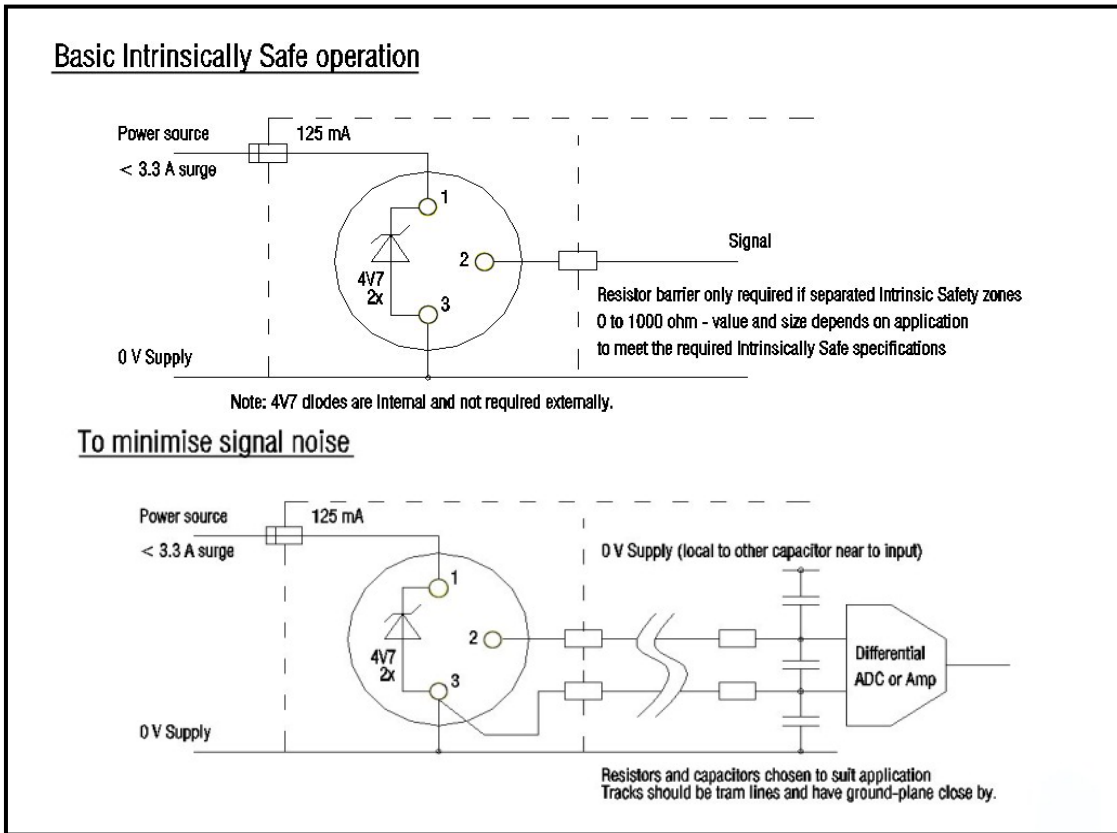 Basic Intrinsically Safe operation
Power source
125 mA
< 3.3 A surge
1
2
Signal
4V7
2x
3
Resistor barrier only required if separated Intrinsic Safety zones
0 to 1000 ohm - value and size depends on application
to meet the required Intrinsically Safe specifications
0 V Supply
Note: 4V7 diodes are internal and not required externally.
To minimise signal noise
Power source
125 mA
< 3.3 A surge
0 V Supply (local to other capacitor near to input)
1
2
4V7
2x
3
Differential
ADC or Amp
0 V Supply
Resistors and capacitors chosen to suit application
Tracks should be tram lines and have ground-plane close by.